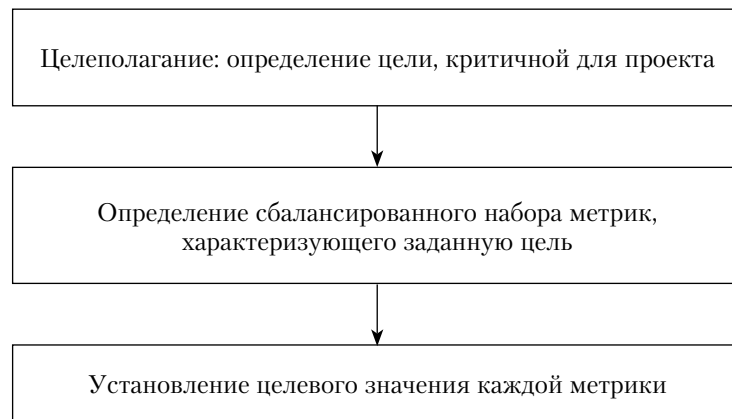 Целеполагание: определение цели, критичной для проекта
Определение сбалансированного набора метрик,
характеризующего заданную цель
Установление целевого значения каждой метрики